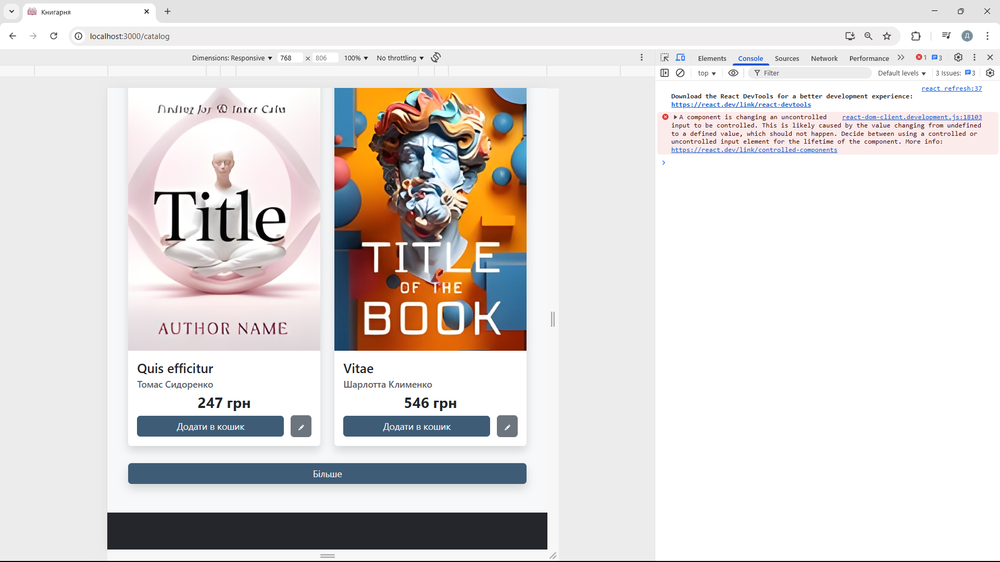 Книгарня
localhost:3000/catalog
Dimensions: Responsive 768 × 806 100% No throttling
Elements Console Sources Network Performance 1 3
top Filter Default levels 3 Issues: 3
react refresh:37
Download the React DevTools for a better development experience:
https://react.dev/link/react-devtools
A component is changing an uncontrolled react-dom-client.development.js:18103
input to be controlled. This is likely caused by the value changing from undefined
to a defined value, which should not happen. Decide between using a controlled or
uncontrolled input element for the lifetime of the component. More info:
https://react.dev/link/controlled-components
Title
AUTHOR NAME
TITLE
OF THE
BOOK
Quis efficitur
Томас Сидоренко
247 грн
Додати в кошик
Vitae
Шарлотта Клименко
546 грн
Додати в кошик
Більше
Д